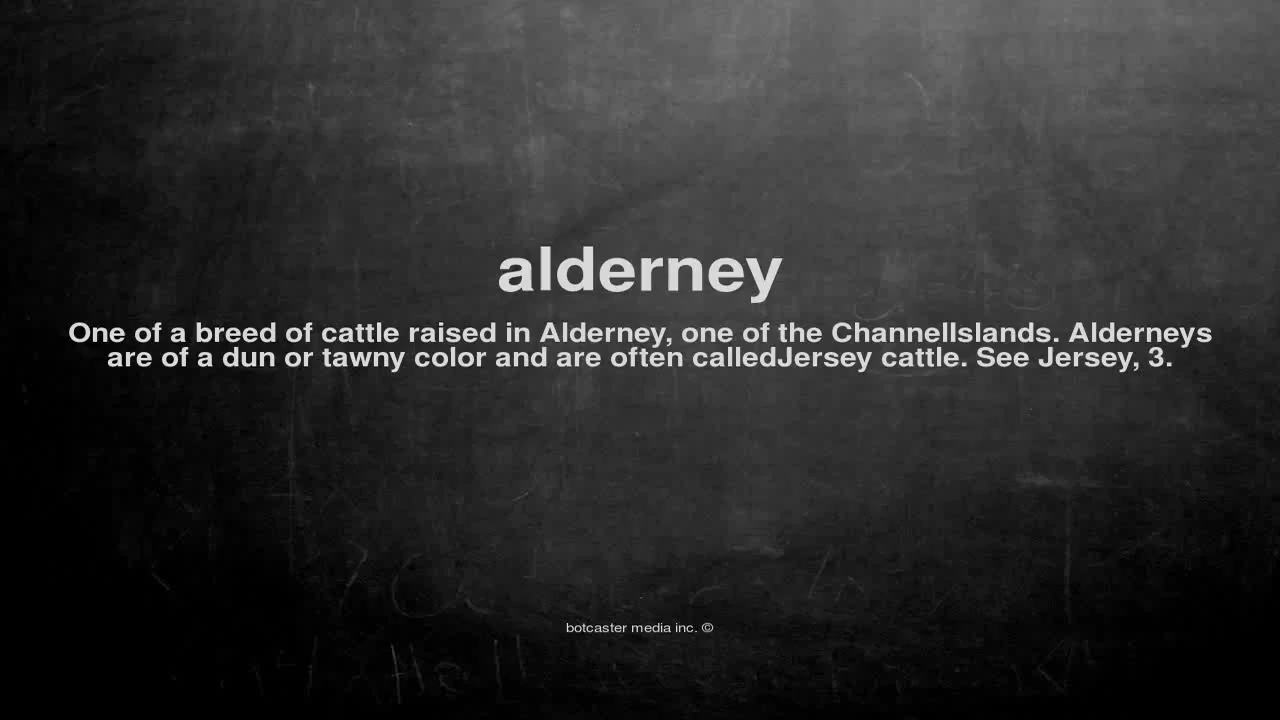 alderney
One of a breed of cattle raised in Alderney, one of the ChannelIslands. Alderneys
are of a dun or tawny color and are often calledJersey cattle. See Jersey, 3.
botcaster media inc. ©